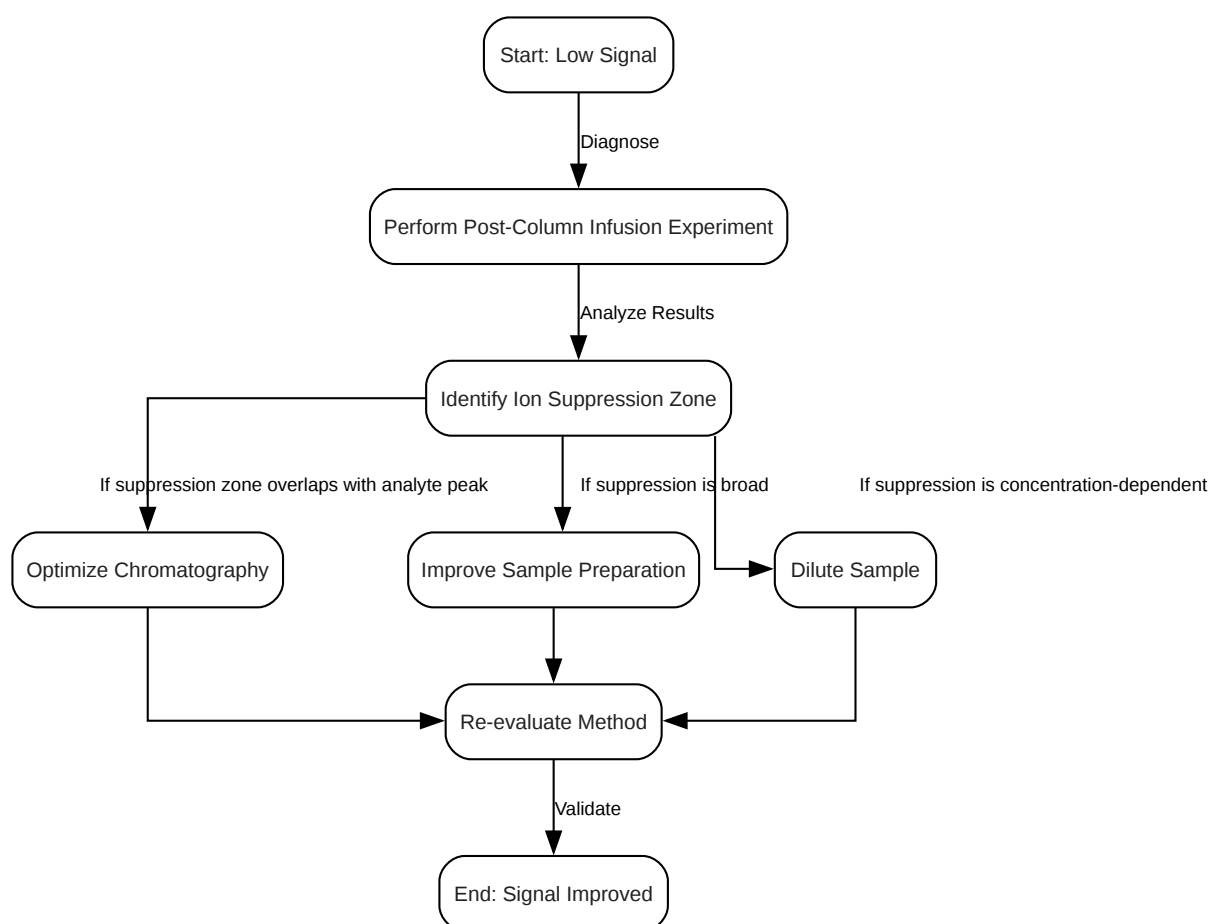 Start: Low Signal
Diagnose
Perform Post-Column Infusion Experiment
Analyze Results
Identify Ion Suppression Zone
If suppression zone overlaps with analyte peak
If suppression is broad
If suppression is concentration-dependent
Optimize Chromatography
Improve Sample Preparation
Dilute Sample
Re-evaluate Method
Validate
End: Signal Improved